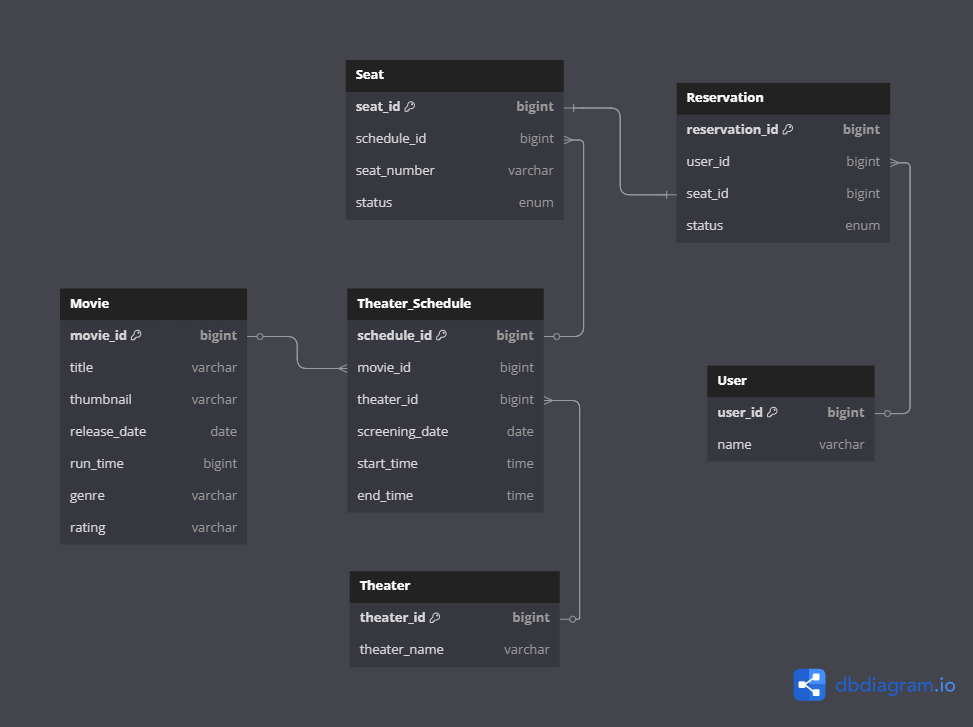 Seat
seat_id bigint
schedule_id bigint
seat_number varchar
status enum
Reservation
reservation_id bigint
user_id bigint
seat_id bigint
status enum
Movie
movie_id bigint
title varchar
thumbnail varchar
release_date date
run_time bigint
genre varchar
rating varchar
Theater_Schedule
schedule_id bigint
movie_id bigint
theater_id bigint
screening_date date
start_time time
end_time time
User
user_id bigint
name varchar
Theater
theater_id bigint
theater_name varchar
dbdiagram.io